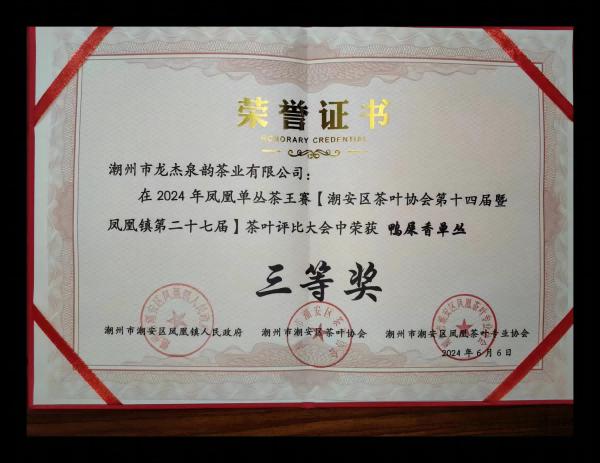 荣誉证书
HONORARY CREDENTIAL
潮州市龙杰泉韵茶业有限公司：
在2024年凤凰单丛茶王赛【潮安区茶叶协会第十四届暨
凤凰镇第二十七届】茶叶评比大会中荣获 鸭屎香单丛
三等奖
潮州市潮安区凤凰镇人民政府 潮州市潮安区茶叶协会 潮州市潮安区凤凰茶叶专业协会
2024年6月6日